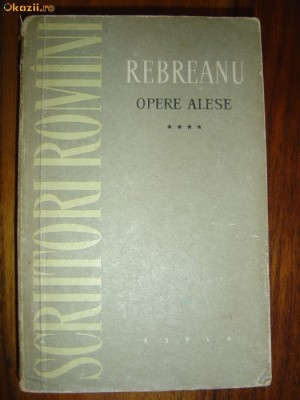 Okazii.ro
SCRIITORI ROMÎNI
REBREANU
OPERE ALESE
★★★★
E S P L A